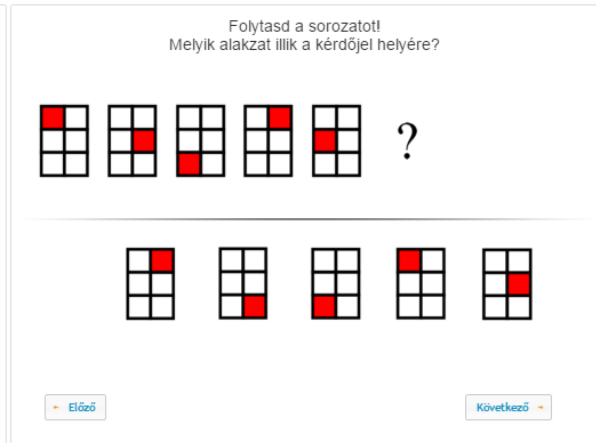 Folytasd a sorozatot!
Melyik alakzat illik a kérdőjel helyére?
?
Előző
Következő